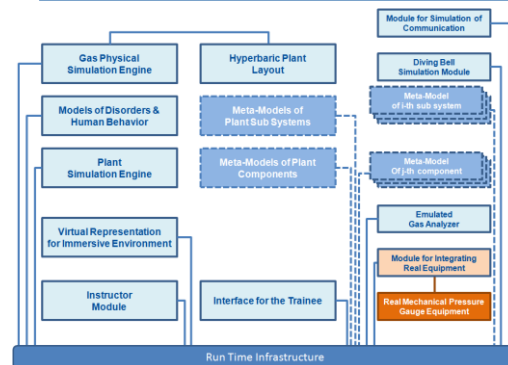 Module for Simulation of
Communication
Gas Physical
Simulation Engine
Hyperbaric Plant
Layout
Diving Bell
Simulation Module
Models of Disorders &
Human Behavior
Meta-Models of
Plant Sub Systems
Meta-Model
of i-th sub system
Plant
Simulation Engine
Meta-Models of Plant
Components
Meta-Model
Of j-th component
Virtual Representation
for Immersive Environment
Emulated
Gas Analyzer
Module for Integrating
Real Equipment
Instructor
Module
Interface for the Trainee
Real Mechanical Pressure
Gauge Equipment
Run Time Infrastructure